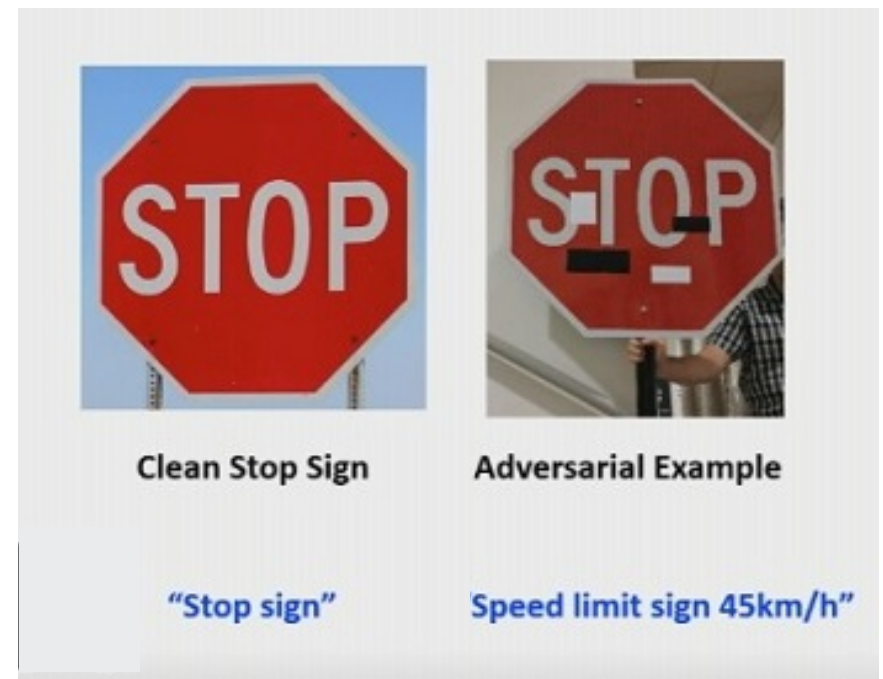 STOP
STOP
Clean Stop Sign
Adversarial Example
“Stop sign”
'Speed limit sign 45km/h”